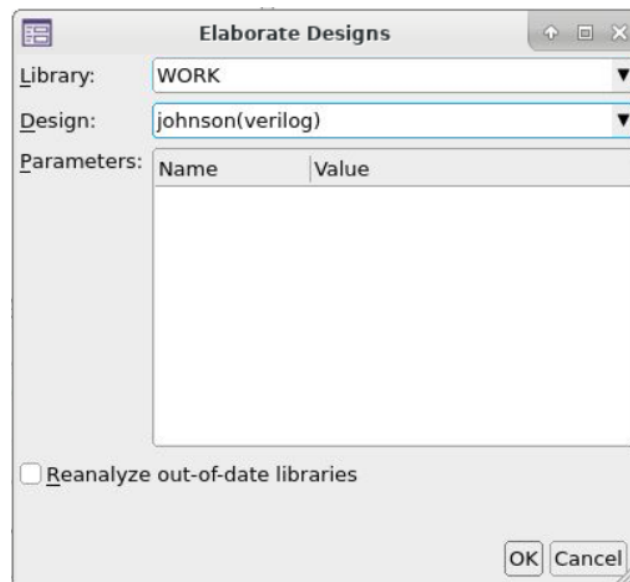 Elaborate Designs
Library: WORK
Design: johnson(verilog)
Parameters: Name Value
Reanalyze out-of-date libraries
OK Cancel